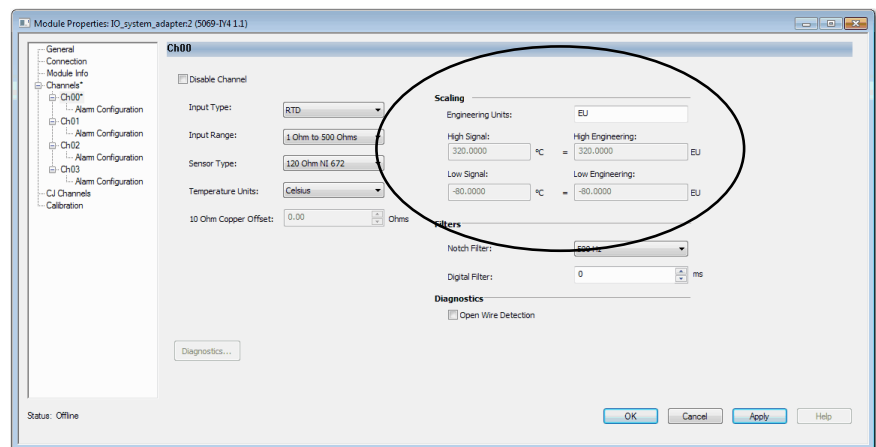 Module Properties: IO_system_adapter:2 (5069-IY4 1.1)
General
Connection
Module Info
Channels*
Ch00*
Alarm Configuration
Ch01
Alarm Configuration
Ch02
Alarm Configuration
Ch03
Alarm Configuration
CJ Channels
Calibration
Ch00
Disable Channel
Input Type: RTD
Input Range: 1 Ohm to 500 Ohms
Sensor Type: 120 Ohm NI 672
Temperature Units: Celsius
10 Ohm Copper Offset: 0.00 Ohms
Diagnostics...
Scaling
Engineering Units: EU
High Signal: High Engineering:
320.0000 °C = 320.0000 EU
Low Signal: Low Engineering:
-80.0000 °C = -80.0000 EU
Filters
Notch Filter: 500 Hz
Digital Filter: 0 ms
Diagnostics
Open Wire Detection
Status: Offline
OK Cancel Apply Help